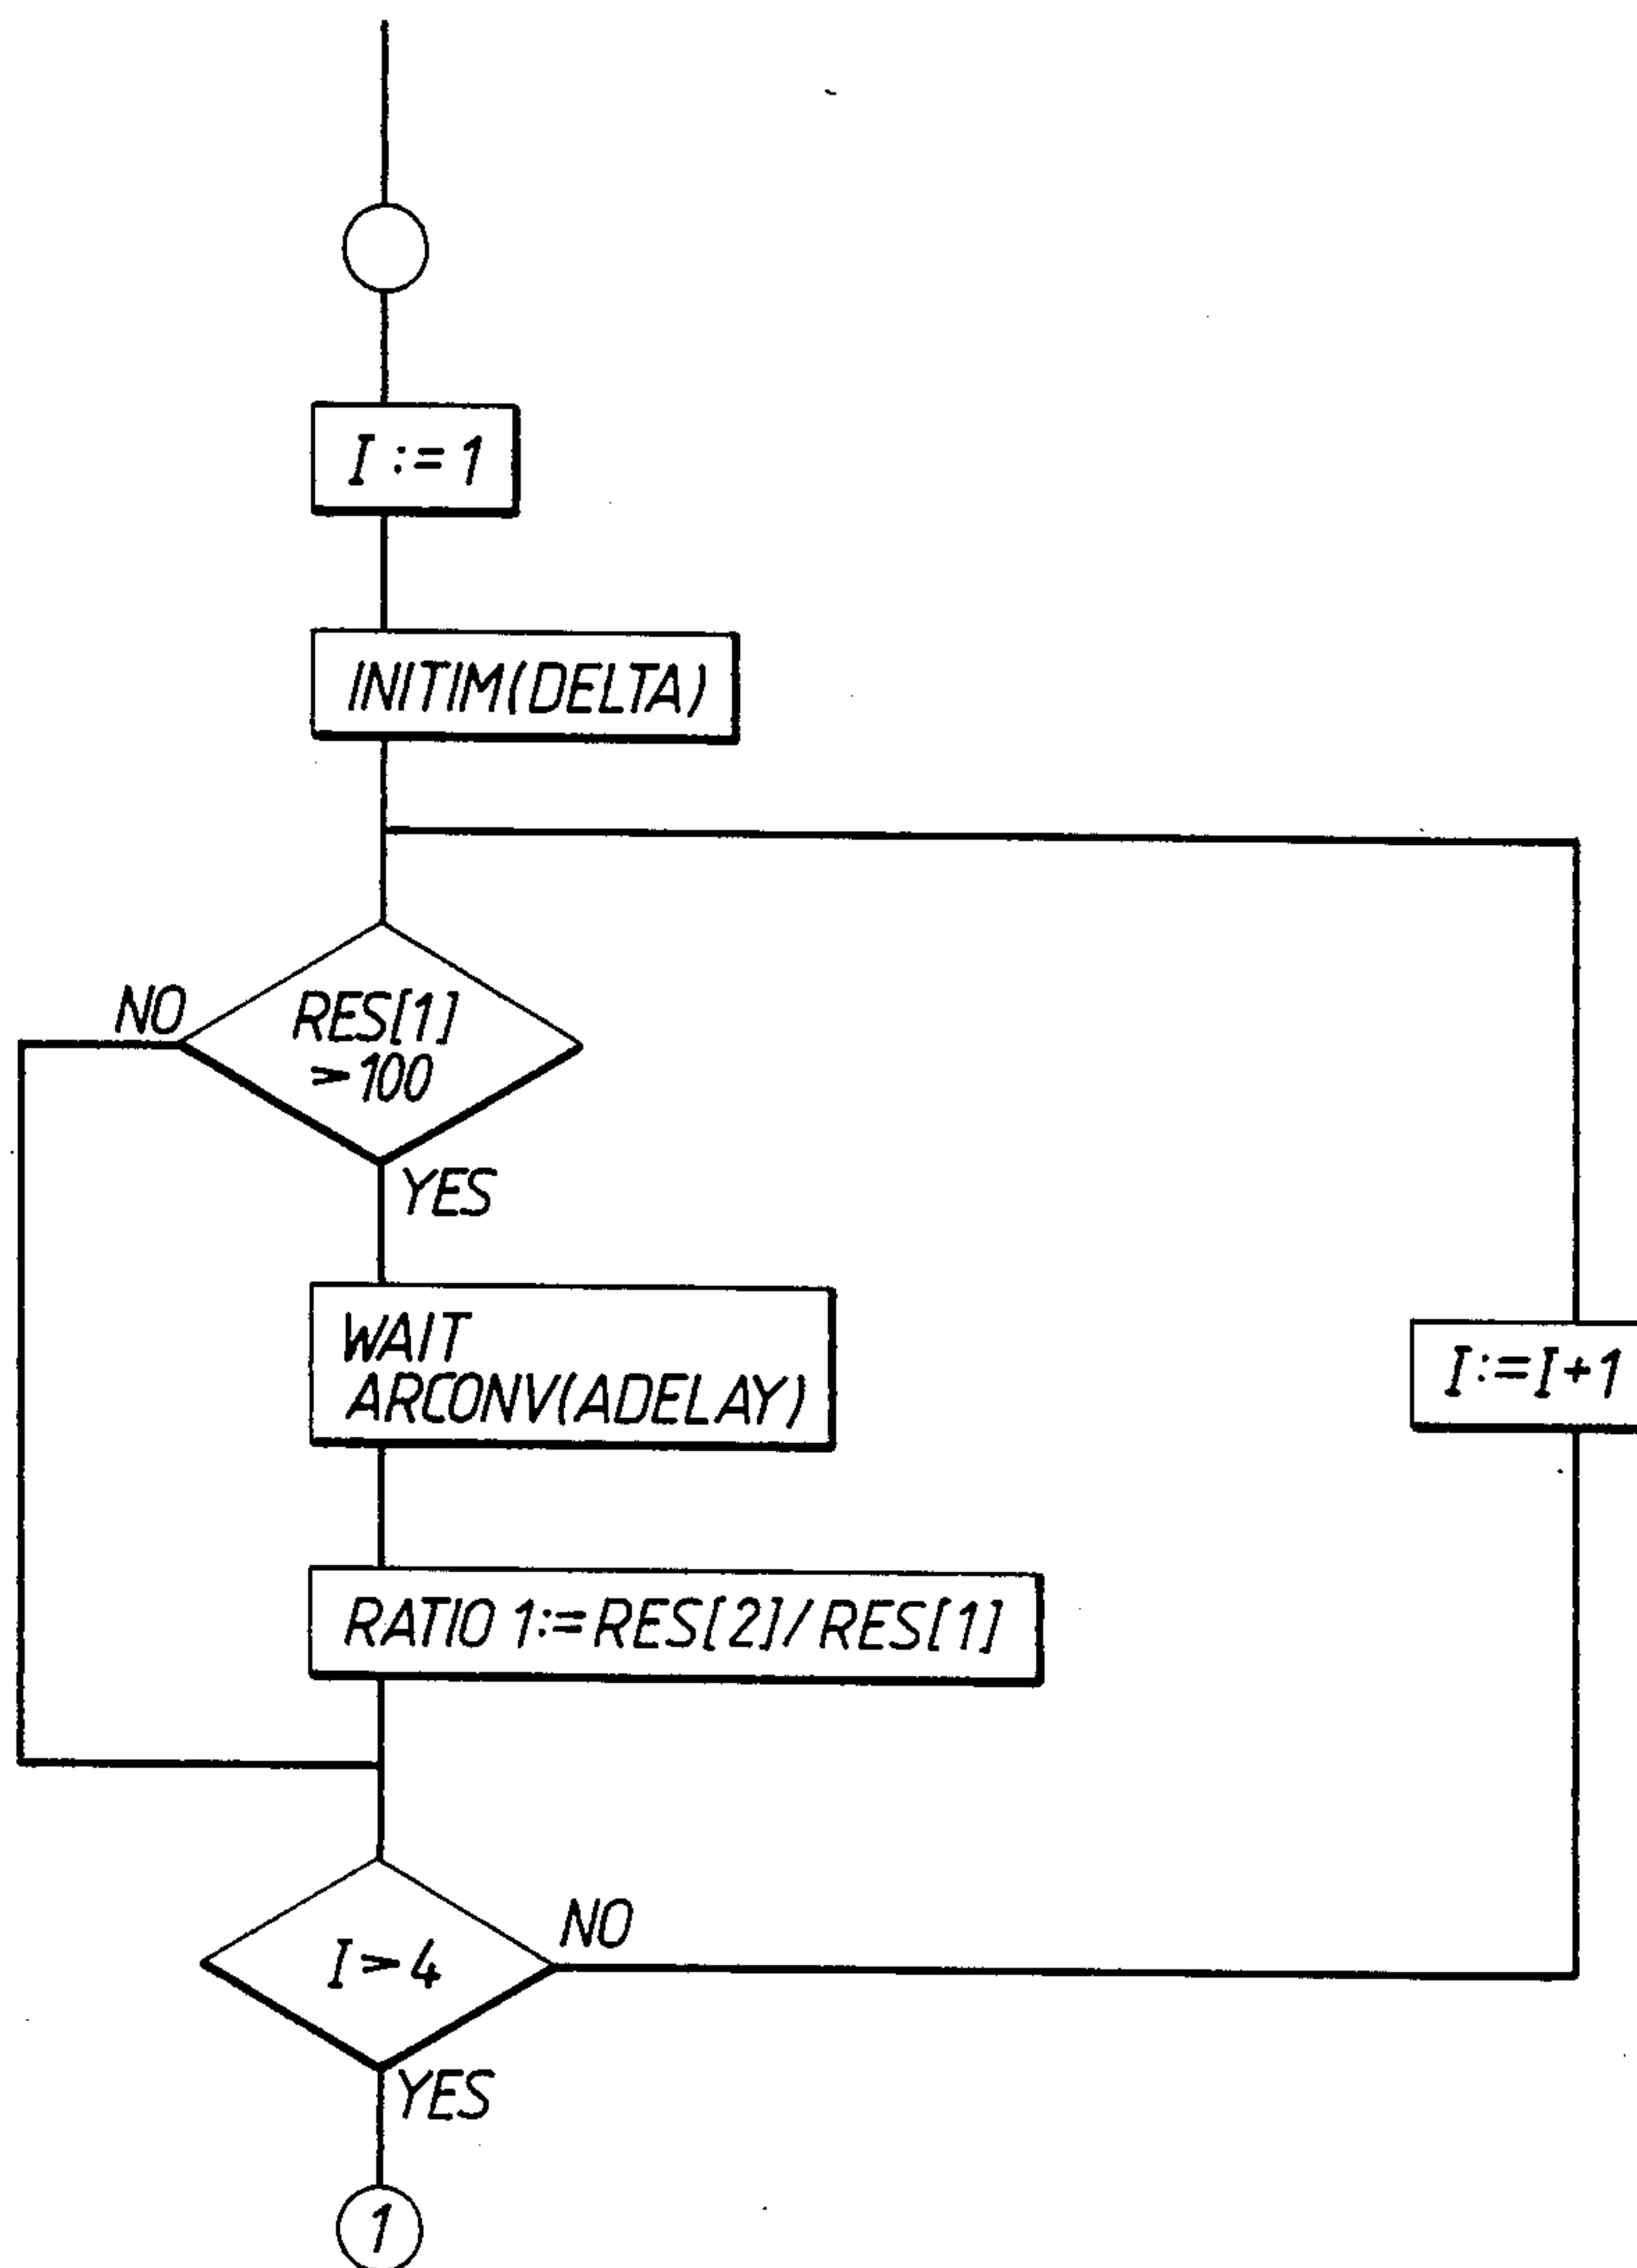 I := 1
INITIM(DELTA)
NO
RES[1]
>100
YES
WAIT
ARCONV(ADELAY)
I:=I+1
RATIO 1:=RES[2]/RES[1]
I>4
NO
YES
1